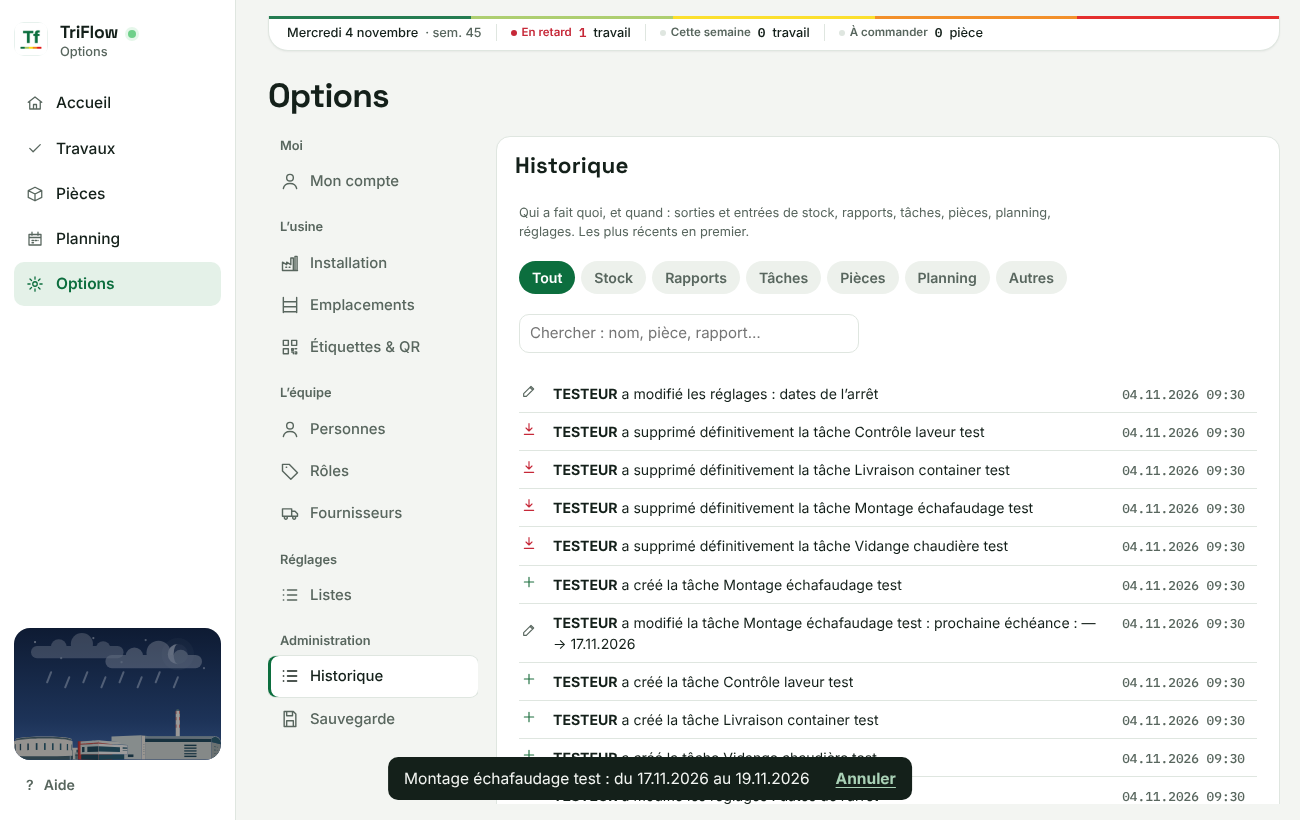 Tf
TriFlow
Options
Accueil
Travaux
Pièces
Planning
Options
? Aide
Mercredi 4 novembre · sem. 45
En retard 1 travail
Cette semaine 0 travail
À commander 0 pièce
Options
Moi
Mon compte
L’usine
Installation
Emplacements
Étiquettes & QR
L’équipe
Personnes
Rôles
Fournisseurs
Réglages
Listes
Administration
Historique
Sauvegarde
Historique
Qui a fait quoi, et quand : sorties et entrées de stock, rapports, tâches, pièces, planning,
réglages. Les plus récents en premier.
Tout Stock Rapports Tâches Pièces Planning Autres
Chercher : nom, pièce, rapport…
TESTEUR a modifié les réglages : dates de l’arrêt 04.11.2026 09:30
TESTEUR a supprimé définitivement la tâche Contrôle laveur test 04.11.2026 09:30
TESTEUR a supprimé définitivement la tâche Livraison container test 04.11.2026 09:30
TESTEUR a supprimé définitivement la tâche Montage échafaudage test 04.11.2026 09:30
TESTEUR a supprimé définitivement la tâche Vidange chaudière test 04.11.2026 09:30
TESTEUR a créé la tâche Montage échafaudage test 04.11.2026 09:30
TESTEUR a modifié la tâche Montage échafaudage test : prochaine échéance : — 04.11.2026 09:30
→ 17.11.2026
TESTEUR a créé la tâche Contrôle laveur test 04.11.2026 09:30
TESTEUR a créé la tâche Livraison container test 04.11.2026 09:30
TESTEUR a créé la tâche Vidange chaudière test 04.11.2026 09:30
Montage échafaudage test : du 17.11.2026 au 19.11.2026 Annuler
04.11.2026 09:30